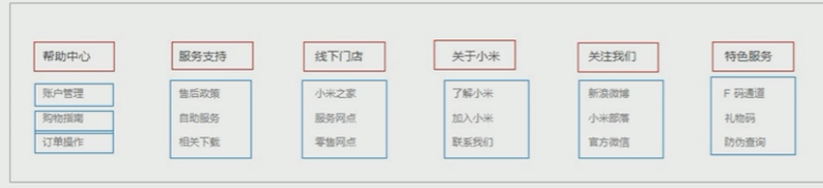 帮助中心 服务支持 线下门店 关于小米 关注我们 特色服务
账户管理 售后政策 小米之家 了解小米 新浪微博 F 码通道
购物指南 自助服务 服务网点 加入小米 小米部落 礼物码
订单操作 相关下载 零售网点 联系我们 官方微信 防伪查询